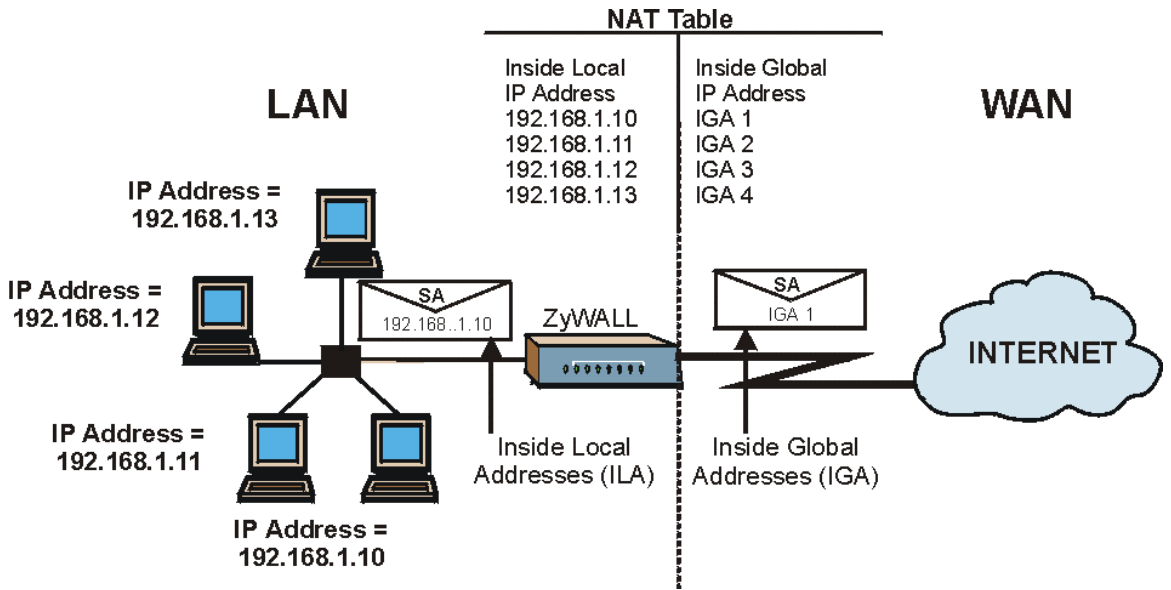 NAT Table
Inside Local
IP Address
192.168.1.10
192.168.1.11
192.168.1.12
192.168.1.13
Inside Global
IP Address
IGA 1
IGA 2
IGA 3
IGA 4
LAN
WAN
IP Address =
192.168.1.13
IP Address =
192.168.1.12
IP Address =
192.168.1.11
IP Address =
192.168.1.10
SA
192.168..1.10
ZyWALL
SA
IGA 1
INTERNET
Inside Local
Addresses (ILA)
Inside Global
Addresses (IGA)